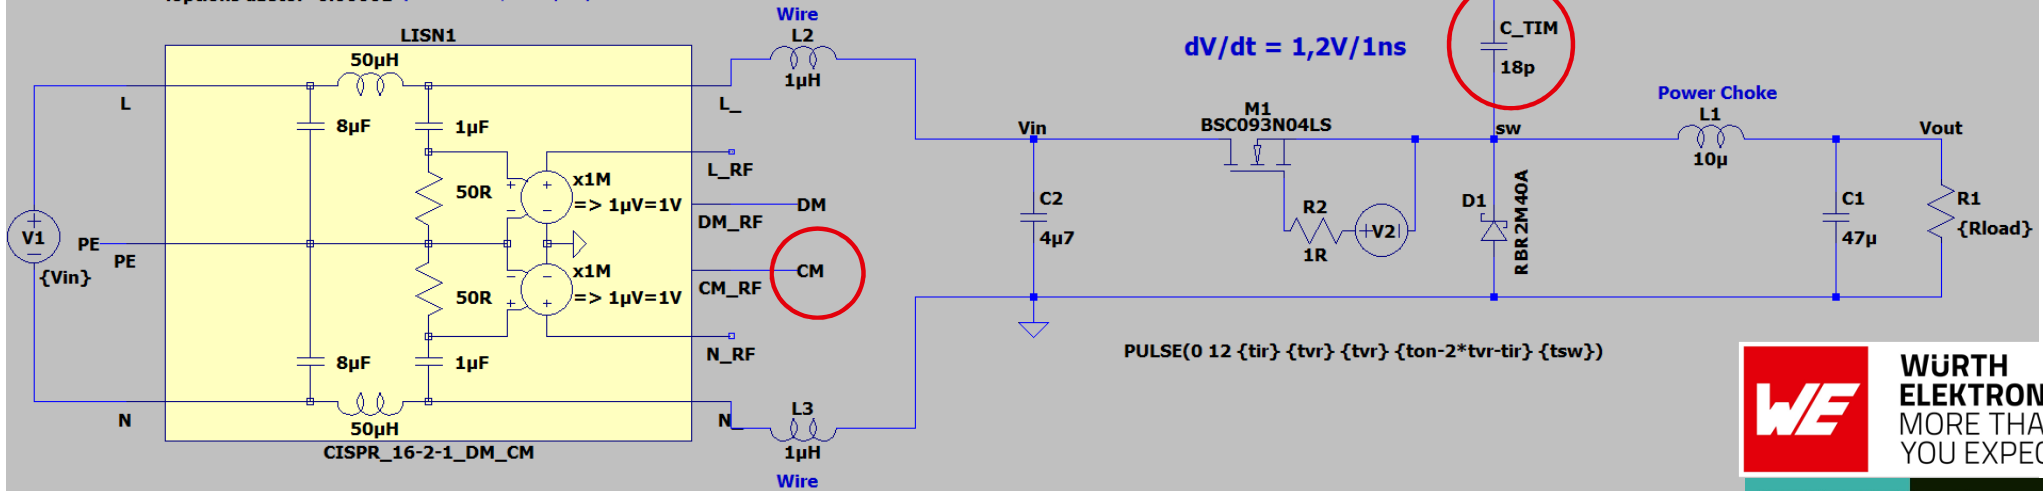 Wire
L2
1µH
LISN1
50µH
L
8µF
1µF
L_
L_RF
50R
x1M
=> 1µV=1V
DM
DM_RF
V1
{Vin}
PE
PE
CM
CM_RF
50R
x1M
=> 1µV=1V
N_RF
8µF
1µF
N
50µH
N_
CISPR_16-2-1_DM_CM
L3
1µH
Wire
dV/dt = 1,2V/1ns
C_TIM
18p
M1
BSC093N04LS
Vin
sw
Power Choke
L1
10µ
Vout
C2
4µ7
R2
1R
V2
D1
RBR2M40A
C1
47µ
R1
{Rload}
PULSE(0 12 {tir} {tvr} {tvr} {ton-2*tvr-tir} {tsw})
WE
WÜRTH
ELEKTRON
MORE THA
YOU EXPEC